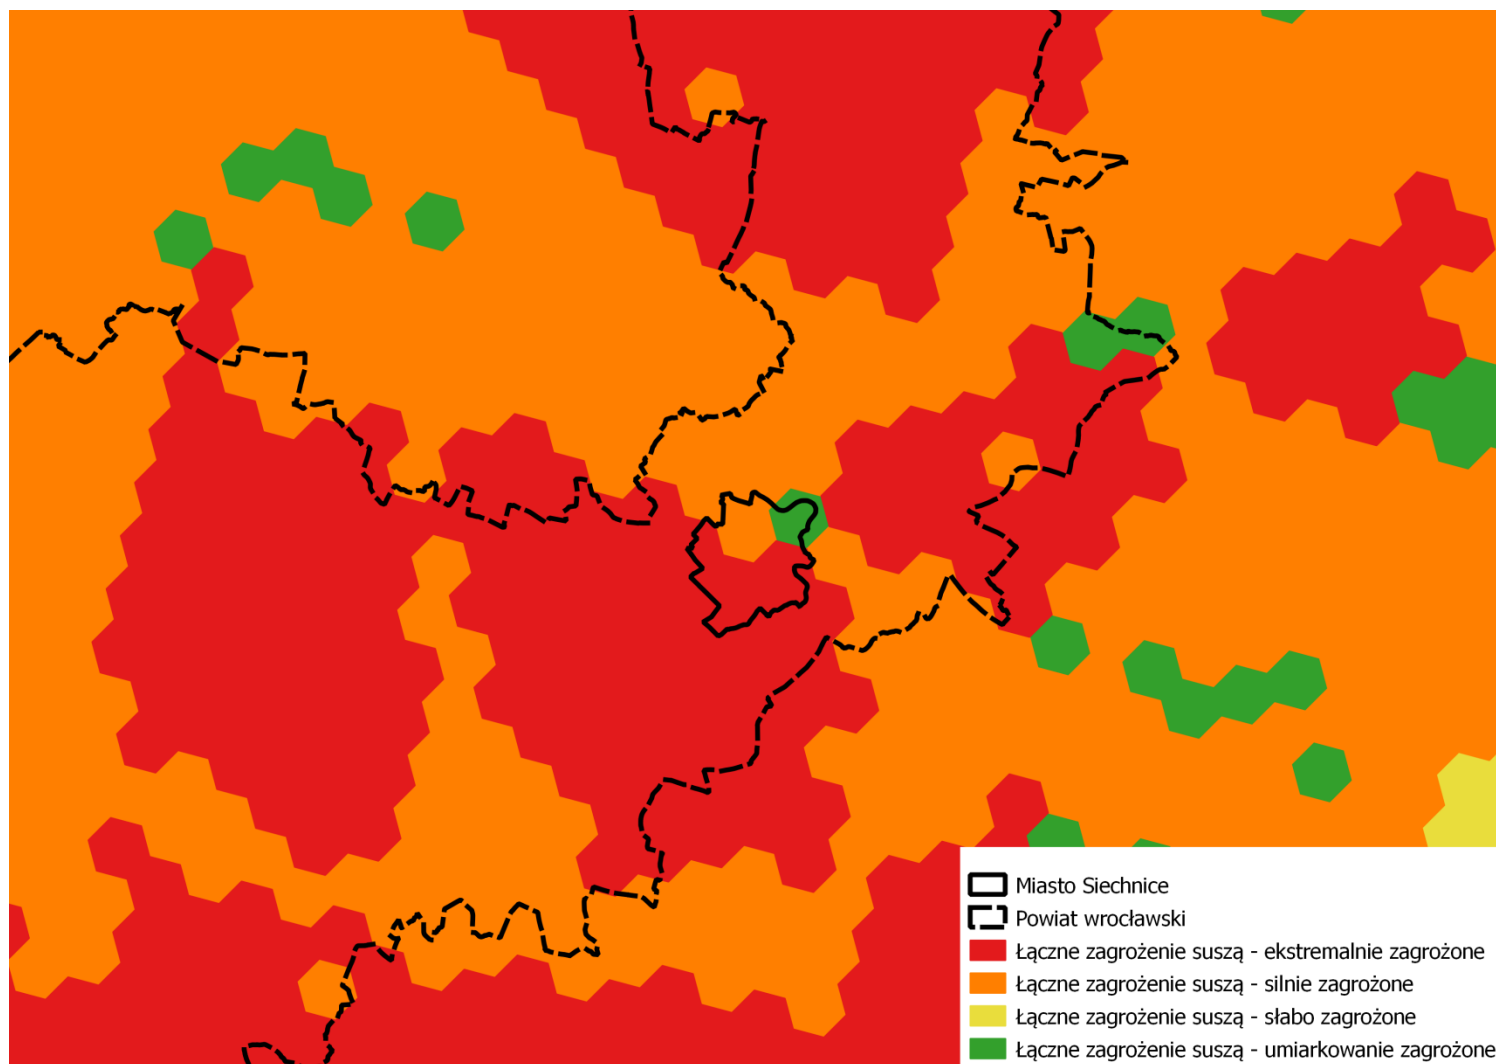 Miasto Siechnice
Powiat wrocławski
Łączne zagrożenie suszą - ekstremalnie zagrożone
Łączne zagrożenie suszą - silnie zagrożone
Łączne zagrożenie suszą - słabo zagrożone
Łączne zagrożenie suszą - umiarkowanie zagrożone